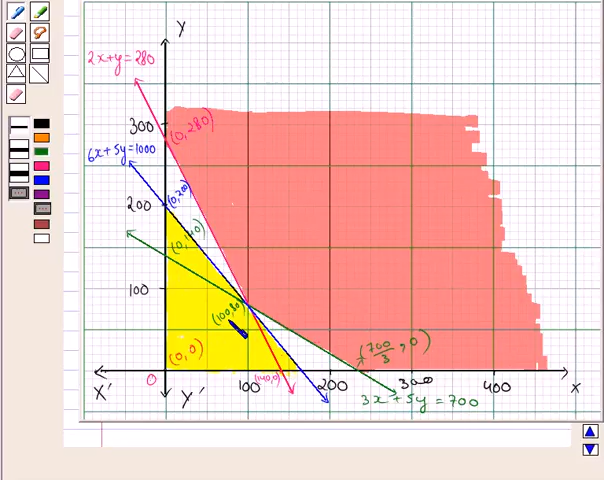 Y
2x+y=280
300
(0,280)
6x+5y=1000
(0,200)
200
(0,140)
100
(100,80)
(0,0)
(140,0)
(700/3,0)
X'
0
Y'
100
200
300
400
X
3x+5y=700